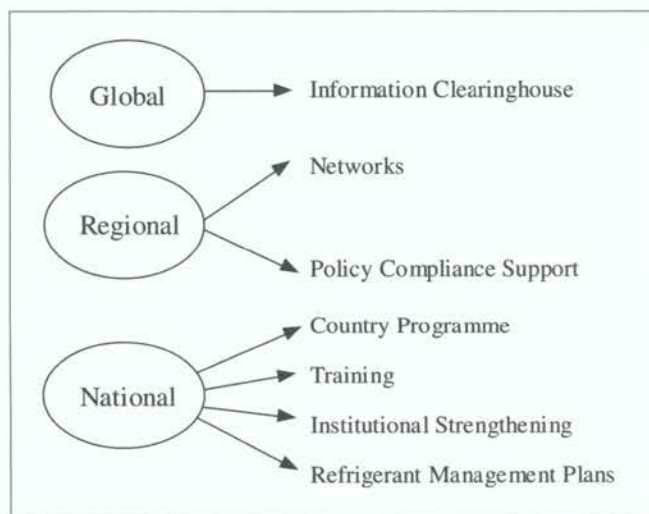 Global
Information Clearinghouse
Regional
Networks
Policy Compliance Support
National
Country Programme
Training
Institutional Strengthening
Refrigerant Management Plans